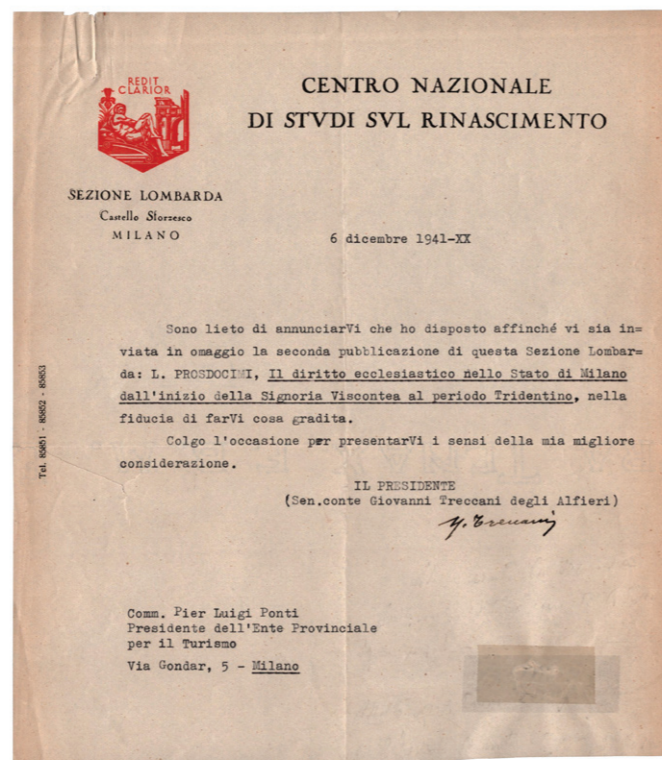 REDIT
CLARIOR
CENTRO NAZIONALE
DI STVDI SVL RINASCIMENTO
SEZIONE LOMBARDA
Castello Sforzesco
MILANO
6 dicembre 1941-XX
Sono lieto di annunciarVi che ho disposto affinché vi sia in=
viata in omaggio la seconda pubblicazione di questa Sezione Lombar=
da: L. PROSDOCIMI, Il diritto ecclesiastico nello Stato di Milano
dall'inizio della Signoria Viscontea al periodo Tridentino, nella
fiducia di farVi cosa gradita.
Colgo l'occasione per presentarVi i sensi della mia migliore
considerazione.
IL PRESIDENTE
(Sen.conte Giovanni Treccani degli Alfieri)
G. Treccani
Tel. 85851 - 85852 - 85853
Comm. Pier Luigi Ponti
Presidente dell'Ente Provinciale
per il Turismo
Via Gondar, 5 - Milano